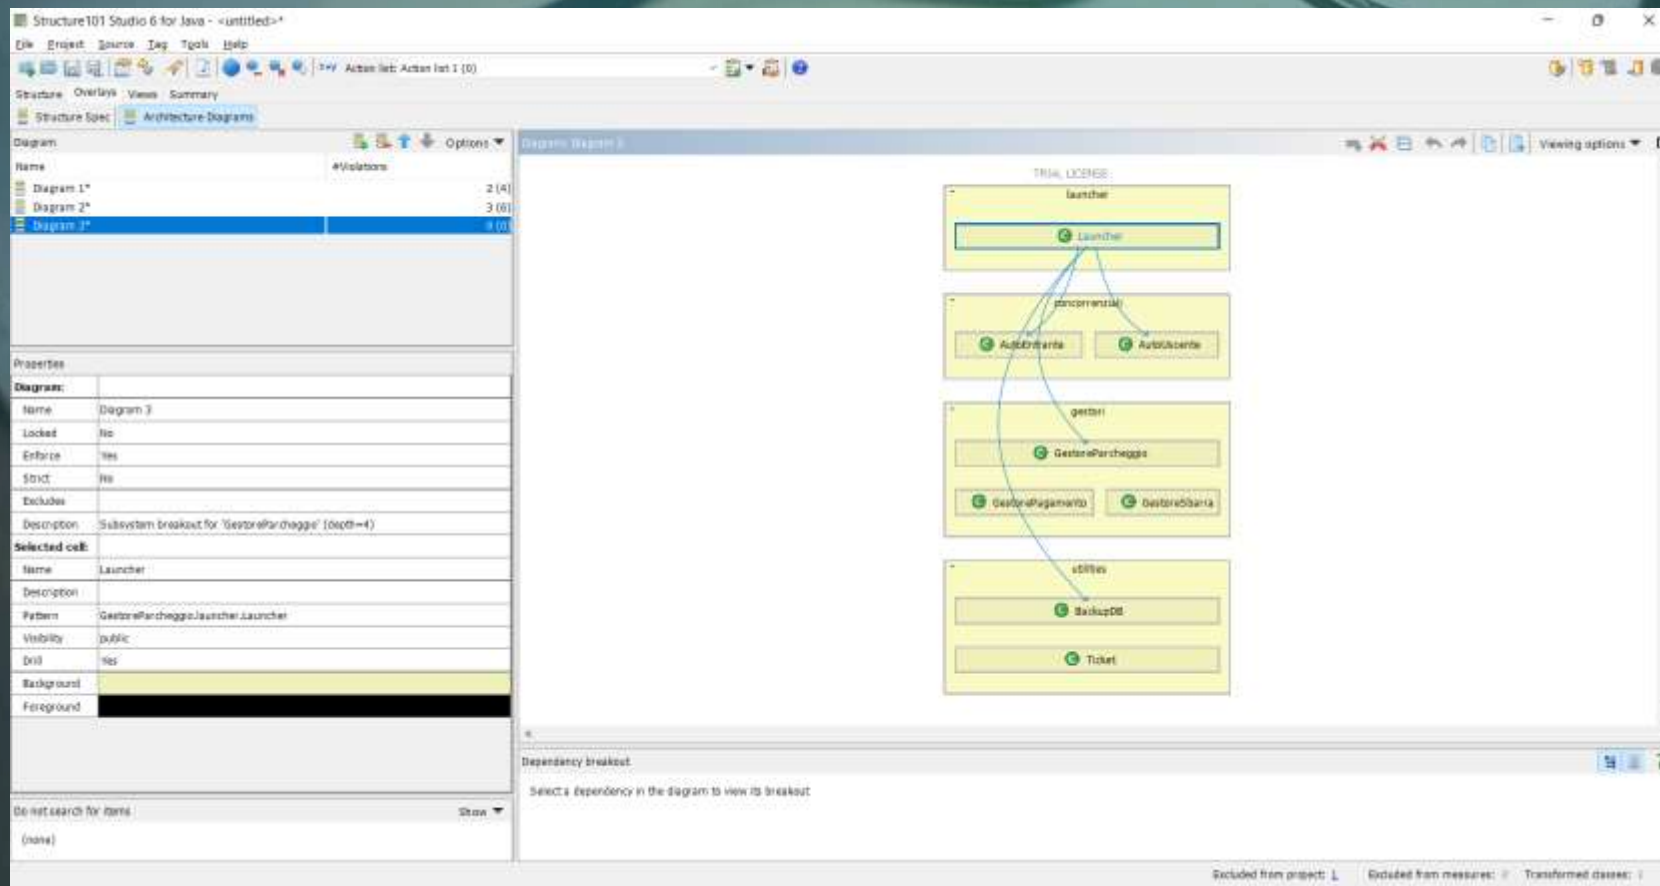 Structure101 Studio 6 for Java - <untitled>*
File Project Source Tag Tools Help
Action list: Action list 1 (0)
Structure Overlays Views Summary
Structure Spec Architecture Diagrams
Diagram Options
Name #Violations
Diagram 1* 2 (4)
Diagram 2* 3 (6)
Diagram 3* 0 (0)
Properties
Diagram:
Name Diagram 3
Locked No
Enforce Yes
Strict No
Excludes
Description Subsystem breakout for 'GestoreParcheggio' (depth=4)
Selected cell:
Name Launcher
Description
Pattern GestoreParcheggio.launcher.Launcher
Visibility public
Drill Yes
Background
Foreground
Do not search for items Show
(none)
Diagram: Diagram 3 Viewing options
TRIAL LICENSE
launcher
Launcher
AutoEntrante AutoUscente
gestori
GestoreParcheggio
GestorePagamento GestoreSbarra
utilities
BackupDB
Ticket
Dependency breakout
Select a dependency in the diagram to view its breakout
Excluded from project: 1 Excluded from measures: Transformed classes: